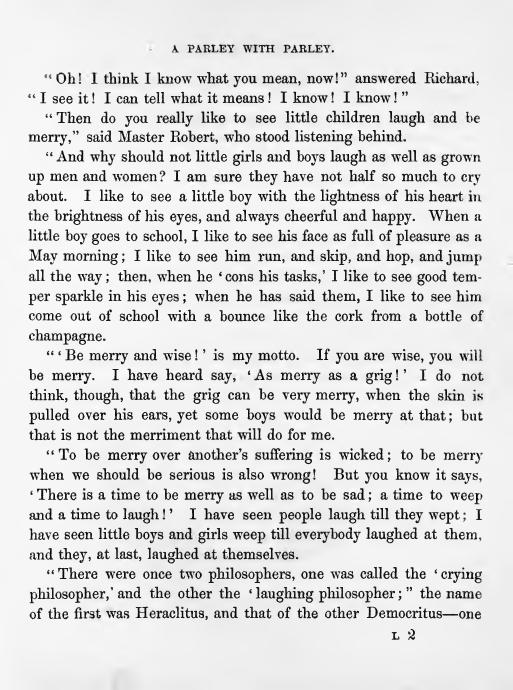 A PARLEY WITH PARLEY.
“ Oh! I think I know what you mean, now!” answered Richard,
“ I see it! I can tell what it means! I know! I know!”
“ Then do you really like to see little children laugh and be
merry,” said Master Robert, who stood listening behind.
“ And why should not little girls and boys laugh as well as grown
up men and women? I am sure they have not half so much to cry
about. I like to see a little boy with the lightness of his heart in
the brightness of his eyes, and always cheerful and happy. When a
little boy goes to school, I like to see his face as full of pleasure as a
May morning; I like to see him run, and skip, and hop, and jump
all the way; then, when he ‘cons his tasks,’ I like to see good tem-
per sparkle in his eyes; when he has said them, I like to see him
come out of school with a bounce like the cork from a bottle of
champagne.
“ ‘ Be merry and wise!’ is my motto. If you are wise, you will
be merry. I have heard say, ‘As merry as a grig!’ I do not
think, though, that the grig can be very merry, when the skin is
pulled over his ears, yet some boys would be merry at that; but
that is not the merriment that will do for me.
“ To be merry over another’s suffering is wicked; to be merry
when we should be serious is also wrong! But you know it says,
‘ There is a time to be merry as well as to be sad; a time to weep
and a time to laugh!’ I have seen people laugh till they wept; I
have seen little boys and girls weep till everybody laughed at them,
and they, at last, laughed at themselves.
“ There were once two philosophers, one was called the ‘crying
philosopher,’ and the other the ‘laughing philosopher;” the name
of the first was Heraclitus, and that of the other Democritus—one
L 2